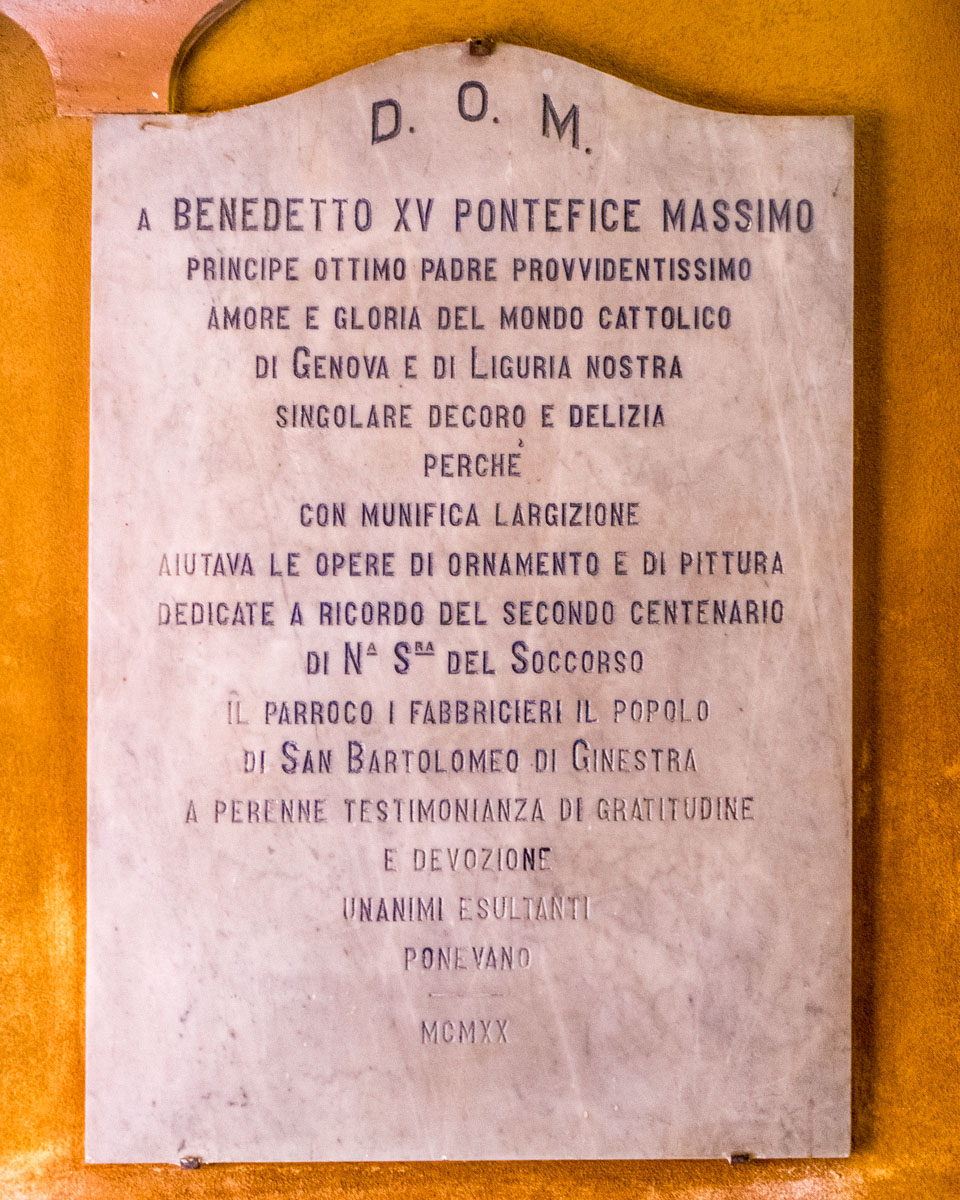 D. O. M.
A BENEDETTO XV PONTEFICE MASSIMO
PRINCIPE OTTIMO PADRE PROVVIDENTISSIMO
AMORE E GLORIA DEL MONDO CATTOLICO
DI GENOVA E DI LIGURIA NOSTRA
SINGOLARE DECORO E DELIZIA
PERCHÈ
CON MUNIFICA LARGIZIONE
AIUTAVA LE OPERE DI ORNAMENTO E DI PITTURA
DEDICATE A RICORDO DEL SECONDO CENTENARIO
DI Nᴬ Sᴿᴬ DEL SOCCORSO
IL PARROCO I FABBRICIERI IL POPOLO
DI SAN BARTOLOMEO DI GINESTRA
A PERENNE TESTIMONIANZA DI GRATITUDINE
E DEVOZIONE
UNANIMI ESULTANTI
PONEVANO
MCMXX